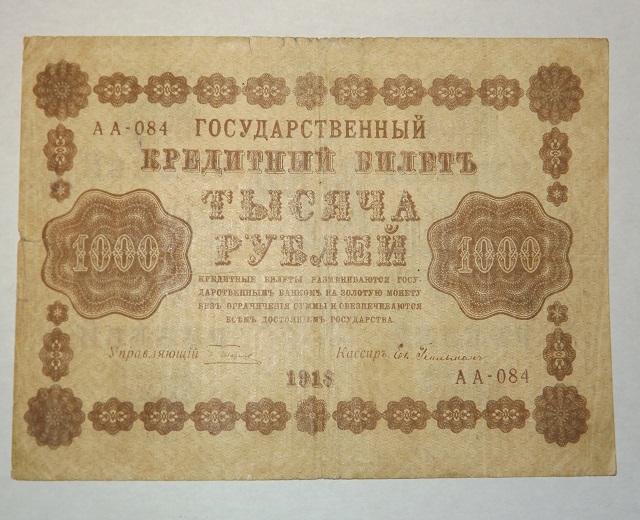 АА-084 ГОСУДАРСТВЕННЫЙ
КРЕДИТНЫЙ БИЛЕТЪ
ТЫСЯЧА
РУБЛЕЙ
1000 1000
КРЕДИТНЫЕ БИЛЕТЫ РАЗМѢНИВАЮТСЯ ГОСУ-
ДАРСТВЕННЫМЪ БАНКОМЪ НА ЗОЛОТУЮ МОНЕТУ
БЕЗЪ ОГРАНИЧЕНІЯ СУММЫ И ОБЕЗПЕЧИВАЮТСЯ
ВСѢМЪ ДОСТОЯНІЕМЪ ГОСУДАРСТВА.
Управляющій Кассиръ
1918
АА-084